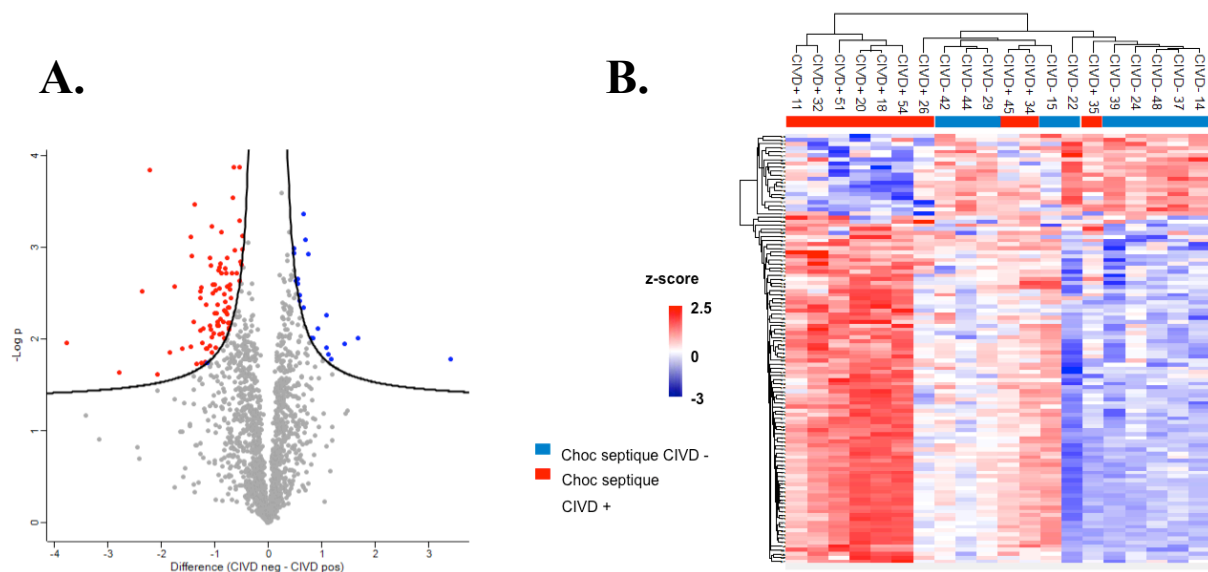 A.
4
3
2
1
0
-Log p
-4
-3
-2
-1
0
1
2
3
Difference (CIVD neg - CIVD pos)
Choc septique CIVD -
Choc septique
CIVD +
B.
CIVD+ 11
CIVD+ 32
CIVD+ 51
CIVD+ 20
CIVD+ 18
CIVD+ 54
CIVD+ 26
CIVD- 42
CIVD- 44
CIVD- 29
CIVD+ 45
CIVD+ 34
CIVD- 15
CIVD- 22
CIVD+ 35
CIVD- 39
CIVD- 24
CIVD- 48
CIVD- 37
CIVD- 14
z-score
2.5
0
-3